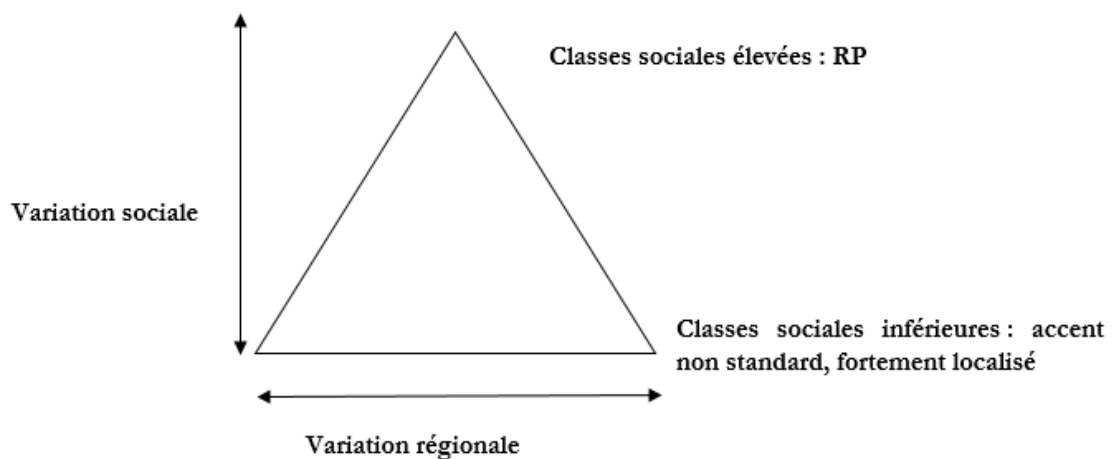 Classes sociales élevées : RP
Variation sociale
Classes sociales inférieures : accent
non standard, fortement localisé
Variation régionale